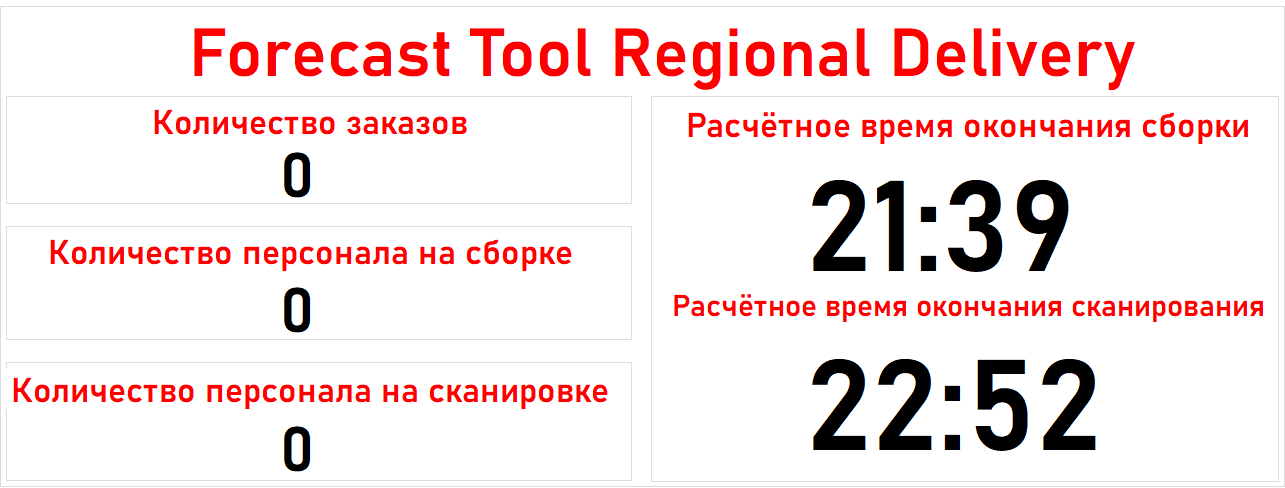 Forecast Tool Regional Delivery
Количество заказов
0
Количество персонала на сборке
0
Количество персонала на сканировке
0
Расчётное время окончания сборки
21:39
Расчётное время окончания сканирования
22:52